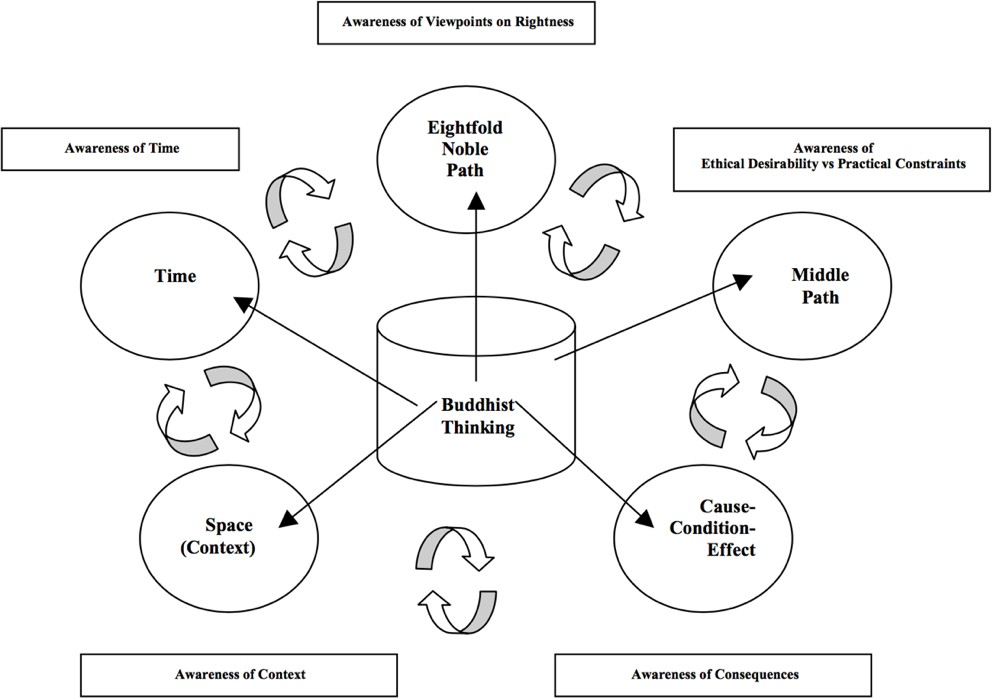 Awareness of Viewpoints on Rightness
Eightfold
Noble
Path
Awareness of Time
Awareness of
Ethical Desirability vs Practical Constraints
Time
Middle
Path
Buddhist
Thinking
Space
(Context)
Cause-
Condition-
Effect
Awareness of Context
Awareness of Consequences